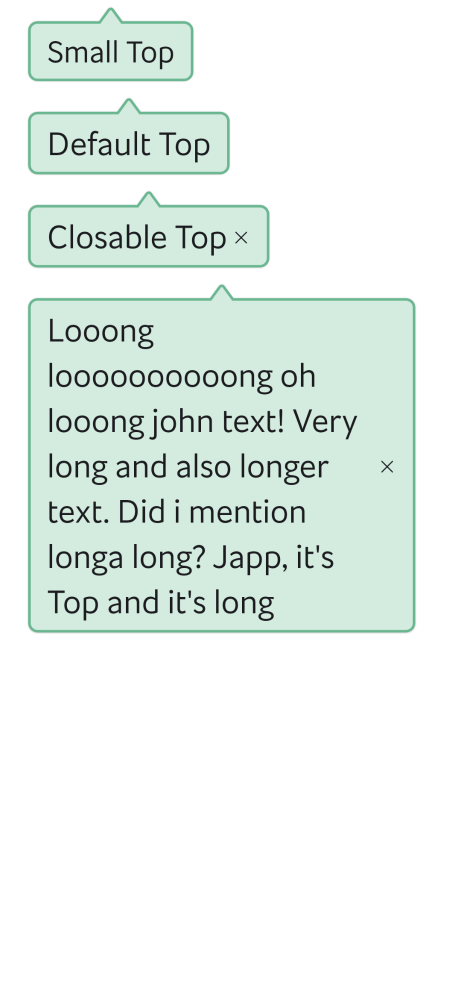 Small Top
Default Top
Closable Top ×
Looong
loooooooooong oh
looong john text! Very
long and also longer
text. Did i mention
longa long? Japp, it's
Top and it's long
×